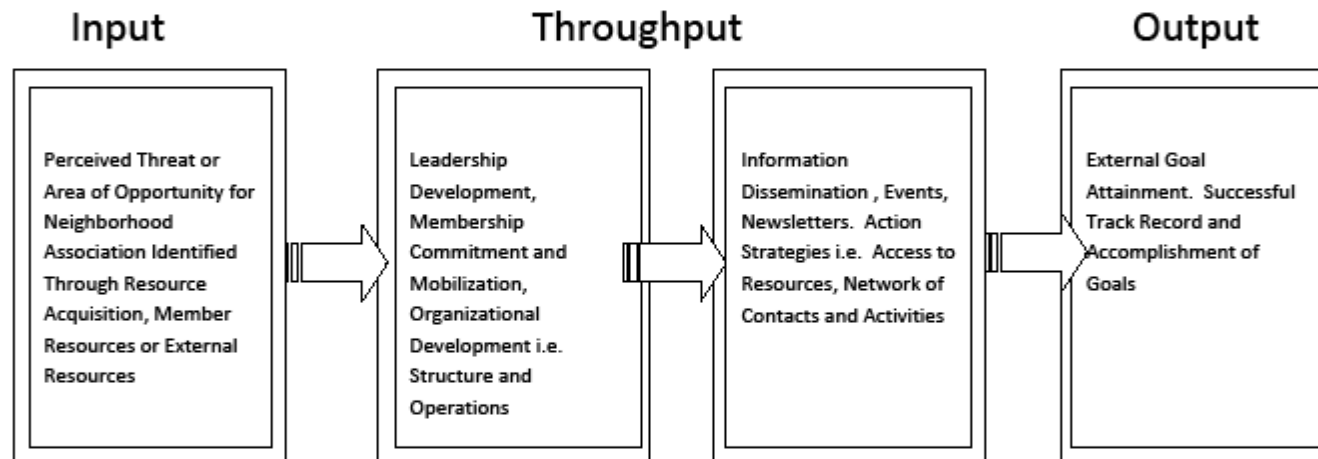 Input
Throughput
Output
Perceived Threat or
Area of Opportunity for
Neighborhood
Association Identified
Through Resource
Acquisition, Member
Resources or External
Resources
Leadership
Development,
Membership
Commitment and
Mobilization,
Organizational
Development i.e.
Structure and
Operations
Information
Dissemination , Events,
Newsletters.  Action
Strategies i.e.  Access to
Resources, Network of
Contacts and Activities
External Goal
Attainment.  Successful
Track Record and
Accomplishment of
Goals